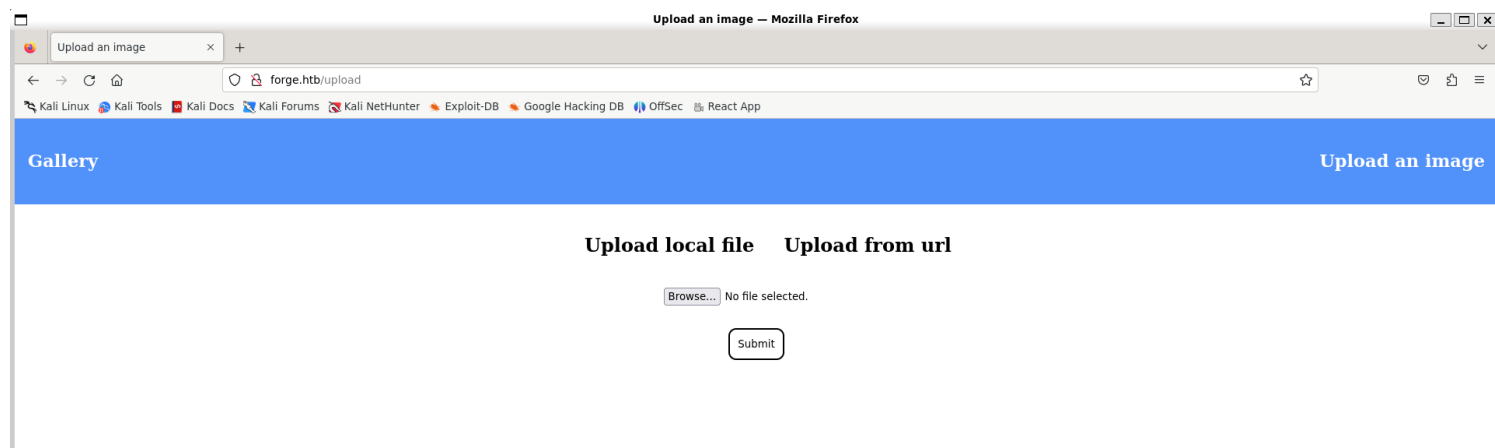 Upload an image — Mozilla Firefox
Upload an image
forge.htb/upload
Kali Linux Kali Tools Kali Docs Kali Forums Kali NetHunter Exploit-DB Google Hacking DB OffSec React App
Gallery Upload an image
Upload local file Upload from url
Browse... No file selected.
Submit